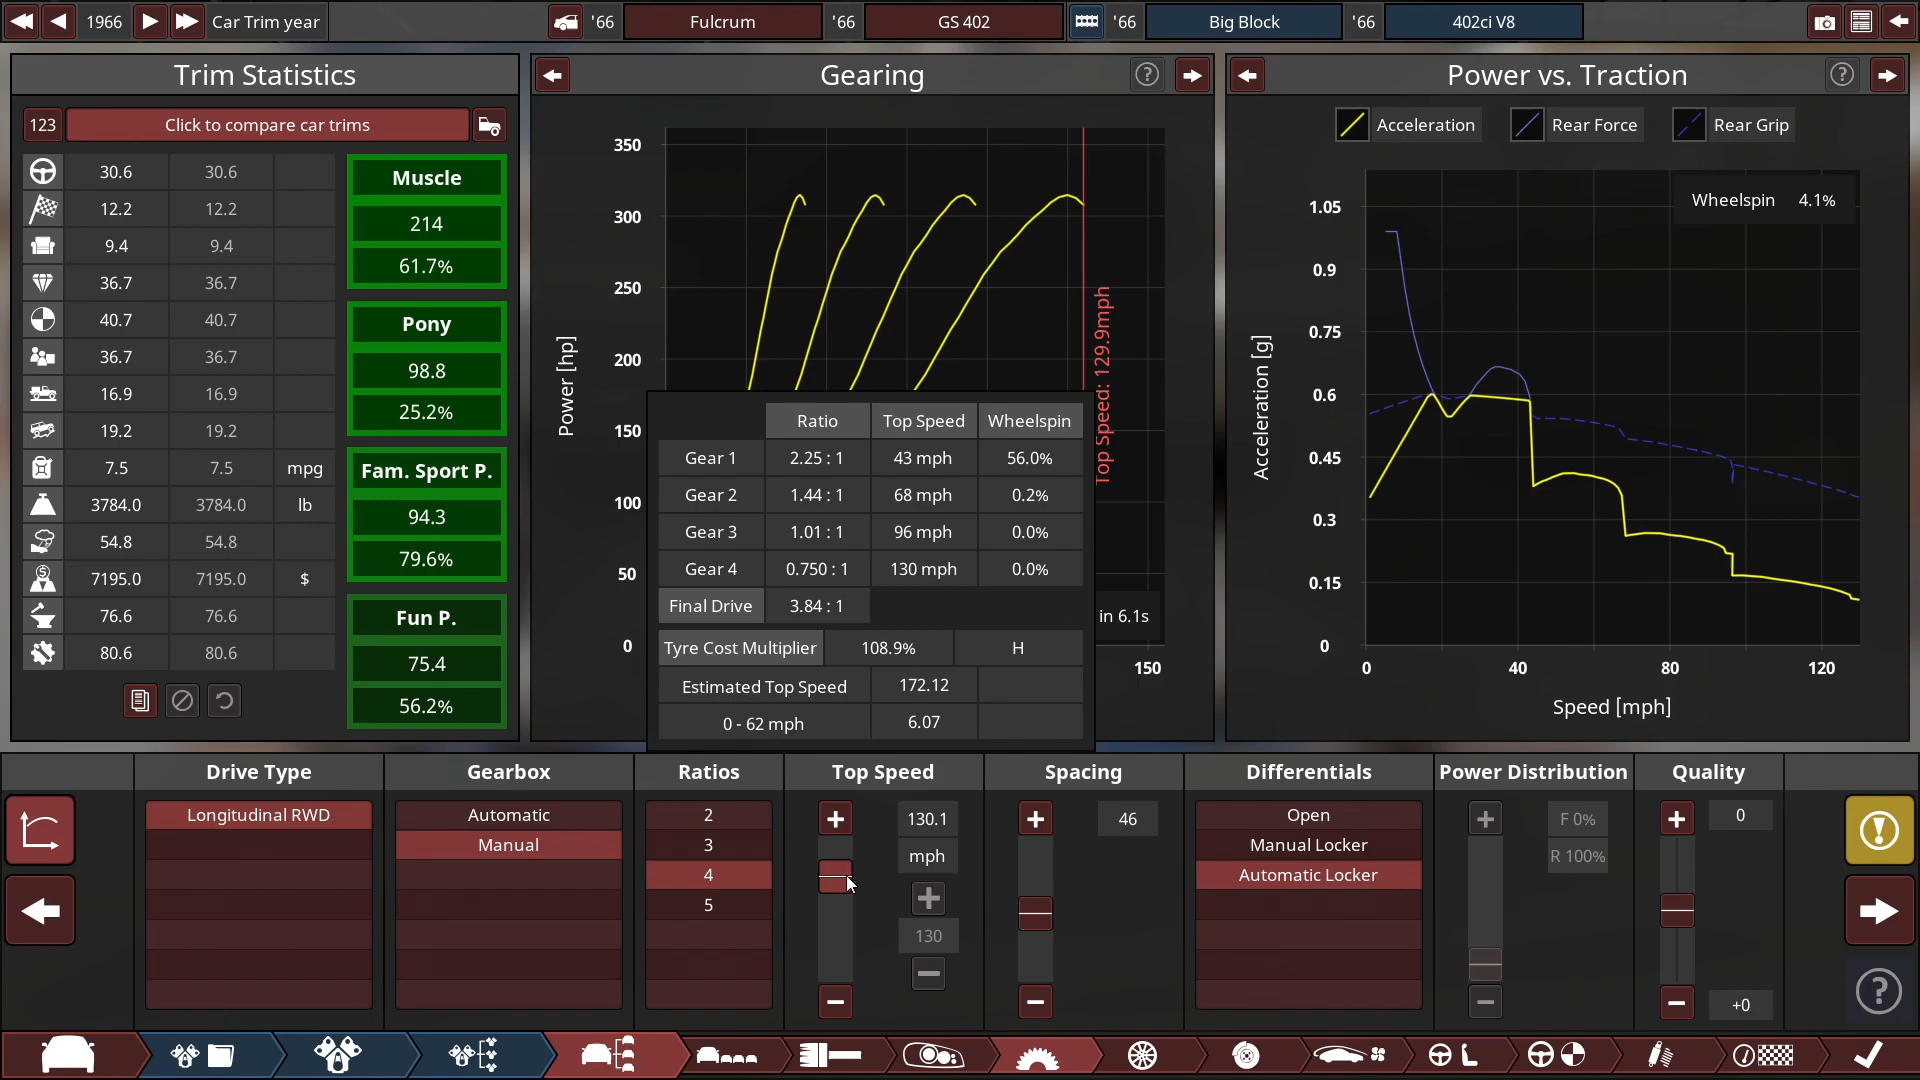 1966 Car Trim year '66 Fulcrum '66 GS 402 '66 Big Block '66 402ci V8
Trim Statistics
123 Click to compare car trims
30.6 30.6
12.2 12.2
9.4 9.4
36.7 36.7
40.7 40.7
36.7 36.7
16.9 16.9
19.2 19.2
7.5 7.5 mpg
3784.0 3784.0 lb
54.8 54.8
7195.0 7195.0 $
76.6 76.6
80.6 80.6
Muscle
214
61.7%
Pony
98.8
25.2%
Fam. Sport P.
94.3
79.6%
Fun P.
75.4
56.2%
Gearing
?
Power [hp]
350
300
250
200
150
100
50
0
150
Top Speed: 129.9mph
in 6.1s
Ratio Top Speed Wheelspin
Gear 1 2.25 : 1 43 mph 56.0%
Gear 2 1.44 : 1 68 mph 0.2%
Gear 3 1.01 : 1 96 mph 0.0%
Gear 4 0.750 : 1 130 mph 0.0%
Final Drive 3.84 : 1
Tyre Cost Multiplier 108.9% H
Estimated Top Speed 172.12
0 - 62 mph 6.07
Power vs. Traction
?
Acceleration Rear Force Rear Grip
Wheelspin 4.1%
Acceleration [g]
1.05
0.9
0.75
0.6
0.45
0.3
0.15
0
0 40 80 120
Speed [mph]
Drive Type
Longitudinal RWD
Gearbox
Automatic
Manual
Ratios
2
3
4
5
Top Speed
+ 130.1
mph
+
130
−
−
Spacing
+ 46
−
Differentials
Open
Manual Locker
Automatic Locker
Power Distribution
+ F 0%
R 100%
−
Quality
+ 0
− +0
!
?